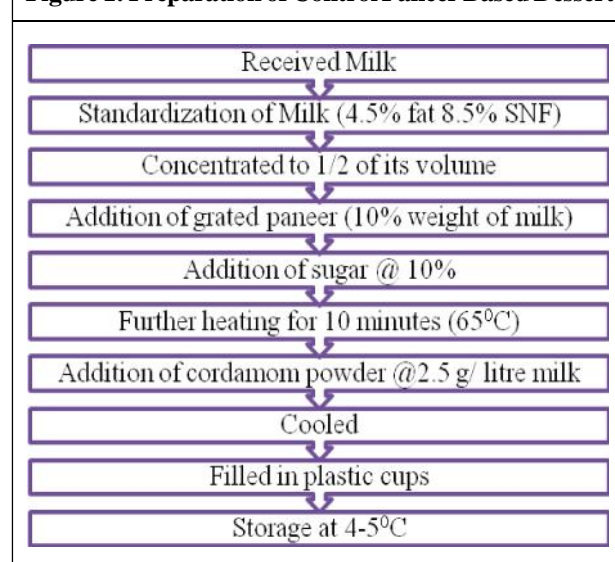 Received Milk
Standardization of Milk (4.5% fat 8.5% SNF)
Concentrated to 1/2 of its volume
Addition of grated paneer (10% weight of milk)
Addition of sugar @ 10%
Further heating for 10 minutes (65⁰C)
Addition of cordamom powder @2.5 g/ litre milk
Cooled
Filled in plastic cups
Storage at 4-5⁰C